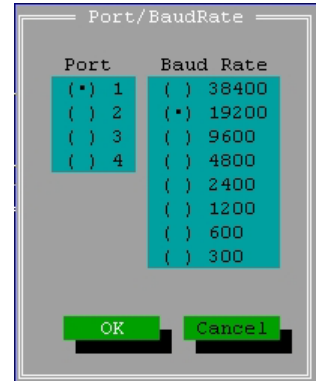 Port/BaudRate
Port Baud Rate
(•) 1 ( ) 38400
( ) 2 (•) 19200
( ) 3 ( ) 9600
( ) 4 ( ) 4800
( ) 2400
( ) 1200
( ) 600
( ) 300
OK Cancel